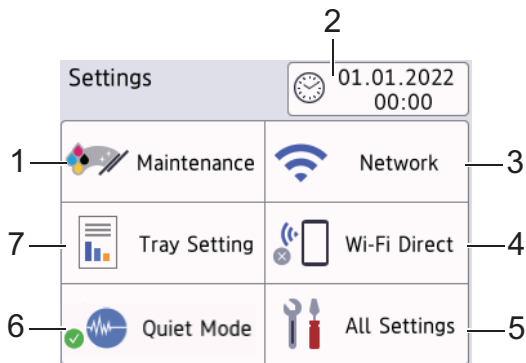 2
Settings
01.01.2022
00:00
1
Maintenance
Network
3
7
Tray Setting
Wi-Fi Direct
4
6
Quiet Mode
All Settings
5